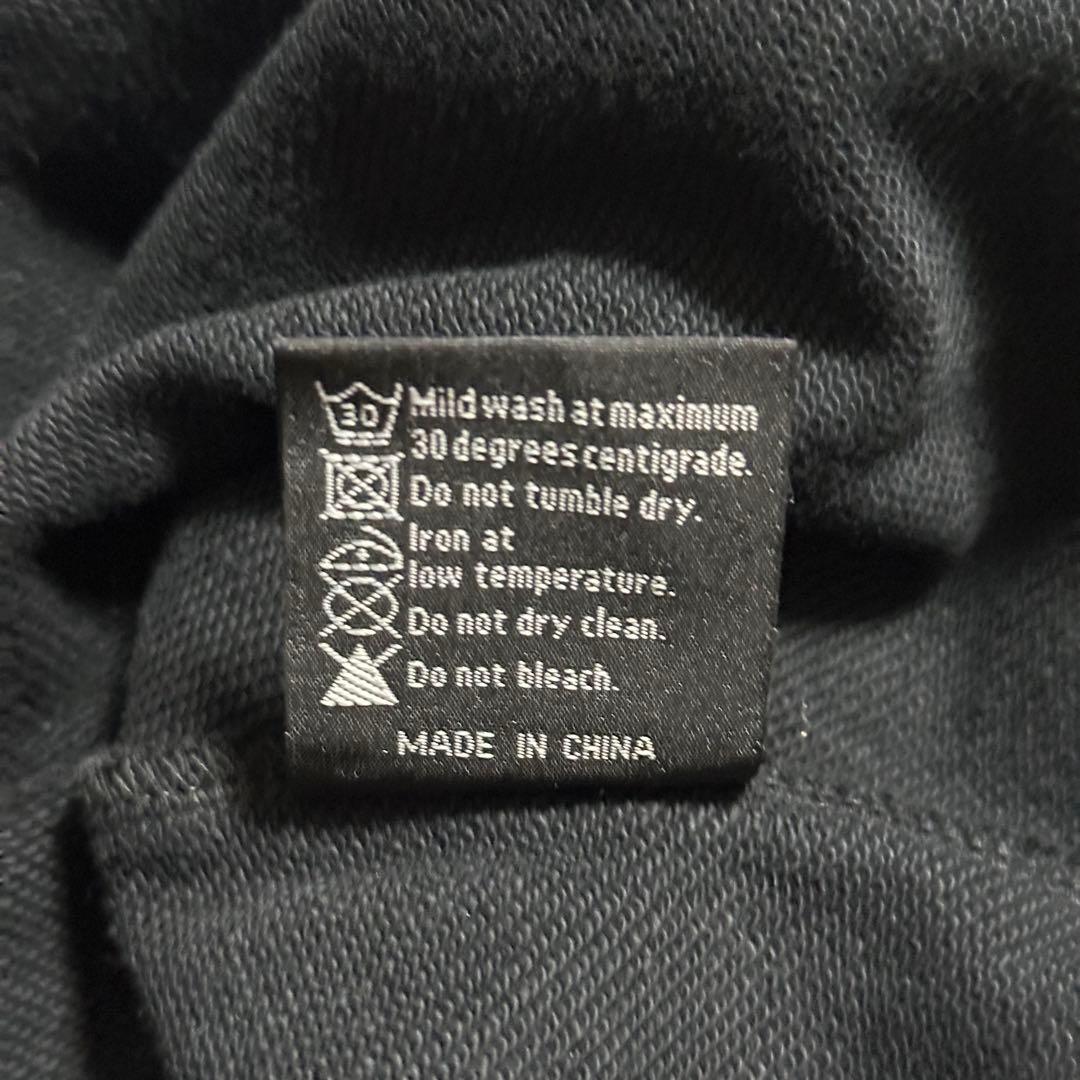 30 Mild wash at maximum
30 degrees centigrade.
Do not tumble dry.
Iron at
low temperature.
Do not dry clean.
Do not bleach.
MADE IN CHINA